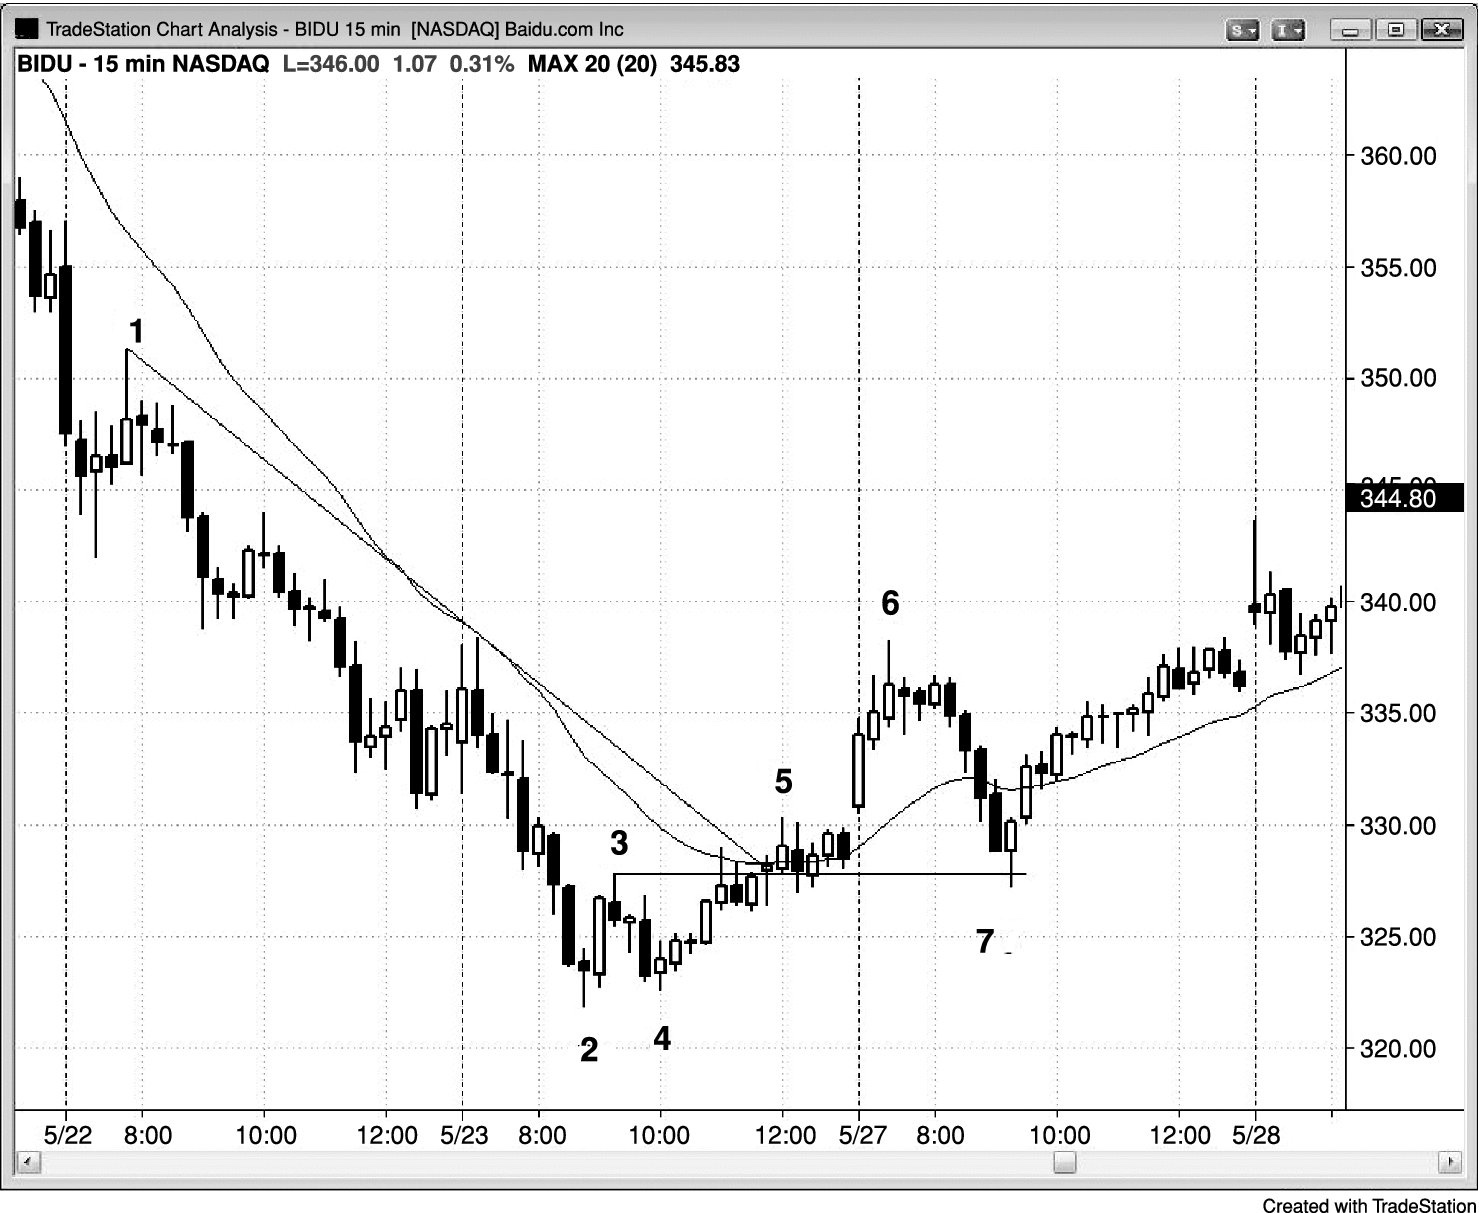 TradeStation Chart Analysis - BIDU 15 min [NASDAQ] Baidu.com Inc
S
I
BIDU - 15 min NASDAQ L=346.00 1.07 0.31% MAX 20 (20) 345.83
360.00
355.00
1
350.00
345.00
344.80
6
340.00
335.00
5
3
330.00
7
325.00
4
2
320.00
5/22 8:00 10:00 12:00 5/23 8:00 10:00 12:00 5/27 8:00 10:00 12:00 5/28
Created with TradeStation